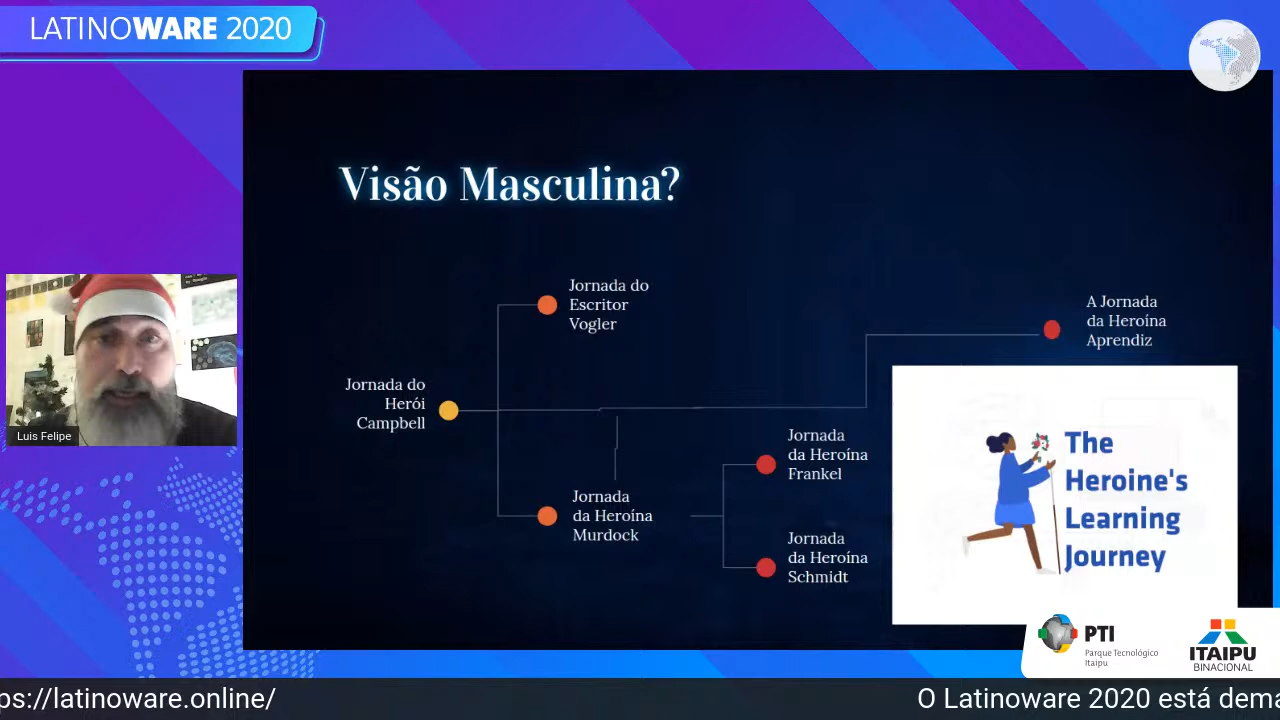 LATINOWARE 2020
Visão Masculina?
Jornada do
Escritor
Vogler
A Jornada
da Heroína
Aprendiz
Jornada do
Herói
Campbell
Jornada
da Heroína
Frankel
Jornada
da Heroína
Murdock
Jornada
da Heroína
Schmidt
The
Heroine's
Learning
Journey
Luis Felipe
PTI
Parque Tecnológico
Itaipu
ITAIPU
BINACIONAL
ps://latinoware.online/
O Latinoware 2020 está dema